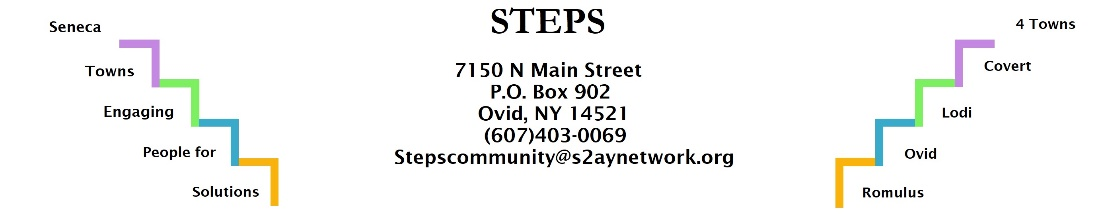 Seneca
Towns
Engaging
People for
Solutions
STEPS
7150 N Main Street
P.O. Box 902
Ovid, NY 14521
(607)403-0069
Stepscommunity@s2aynetwork.org
4 Towns
Covert
Lodi
Ovid
Romulus